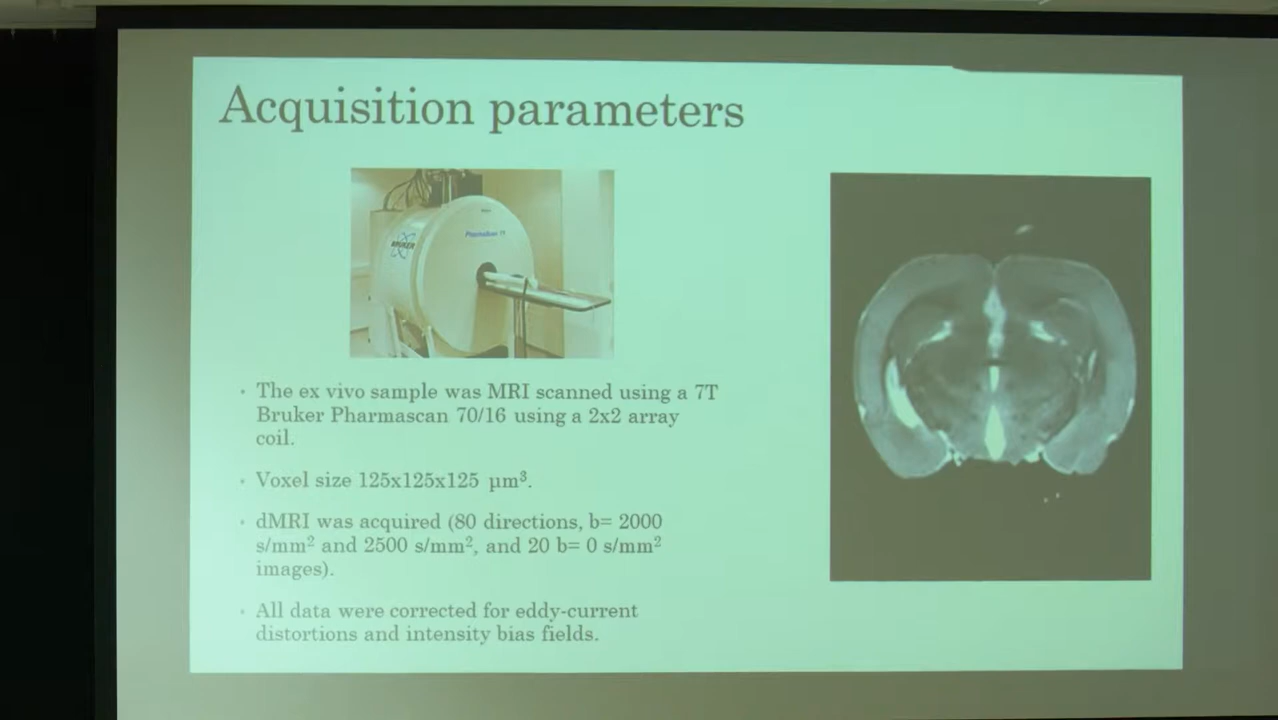 Acquisition parameters
BRUKER
PharmaScan
• The ex vivo sample was MRI scanned using a 7T
Bruker Pharmascan 70/16 using a 2x2 array
coil.
• Voxel size 125x125x125 µm³.
• dMRI was acquired (80 directions, b= 2000
s/mm² and 2500 s/mm², and 20 b= 0 s/mm²
images).
• All data were corrected for eddy-current
distortions and intensity bias fields.